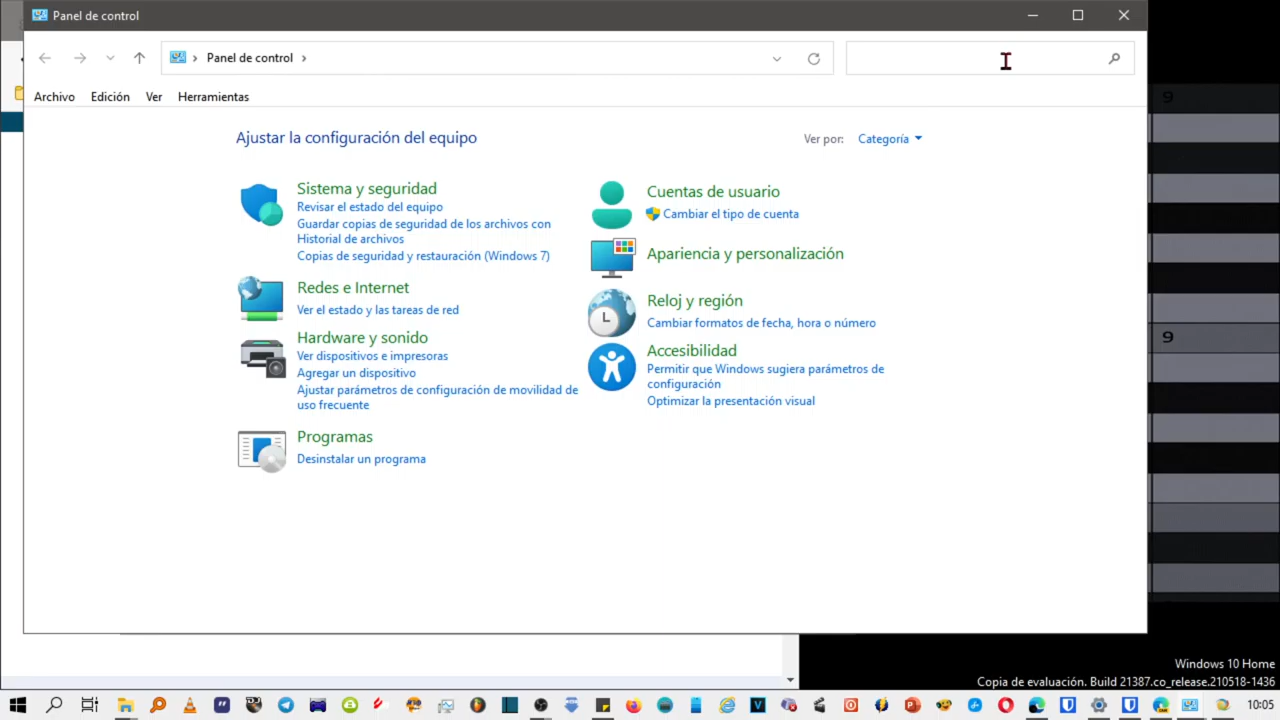 Panel de control
Panel de control
Archivo Edición Ver Herramientas
Ajustar la configuración del equipo
Ver por: Categoría
Sistema y seguridad
Revisar el estado del equipo
Guardar copias de seguridad de los archivos con
Historial de archivos
Copias de seguridad y restauración (Windows 7)
Redes e Internet
Ver el estado y las tareas de red
Hardware y sonido
Ver dispositivos e impresoras
Agregar un dispositivo
Ajustar parámetros de configuración de movilidad de
uso frecuente
Programas
Desinstalar un programa
Cuentas de usuario
Cambiar el tipo de cuenta
Apariencia y personalización
Reloj y región
Cambiar formatos de fecha, hora o número
Accesibilidad
Permitir que Windows sugiera parámetros de
configuración
Optimizar la presentación visual
9
9
Windows 10 Home
Copia de evaluación. Build 21387.co_release.210518-1436
10:05